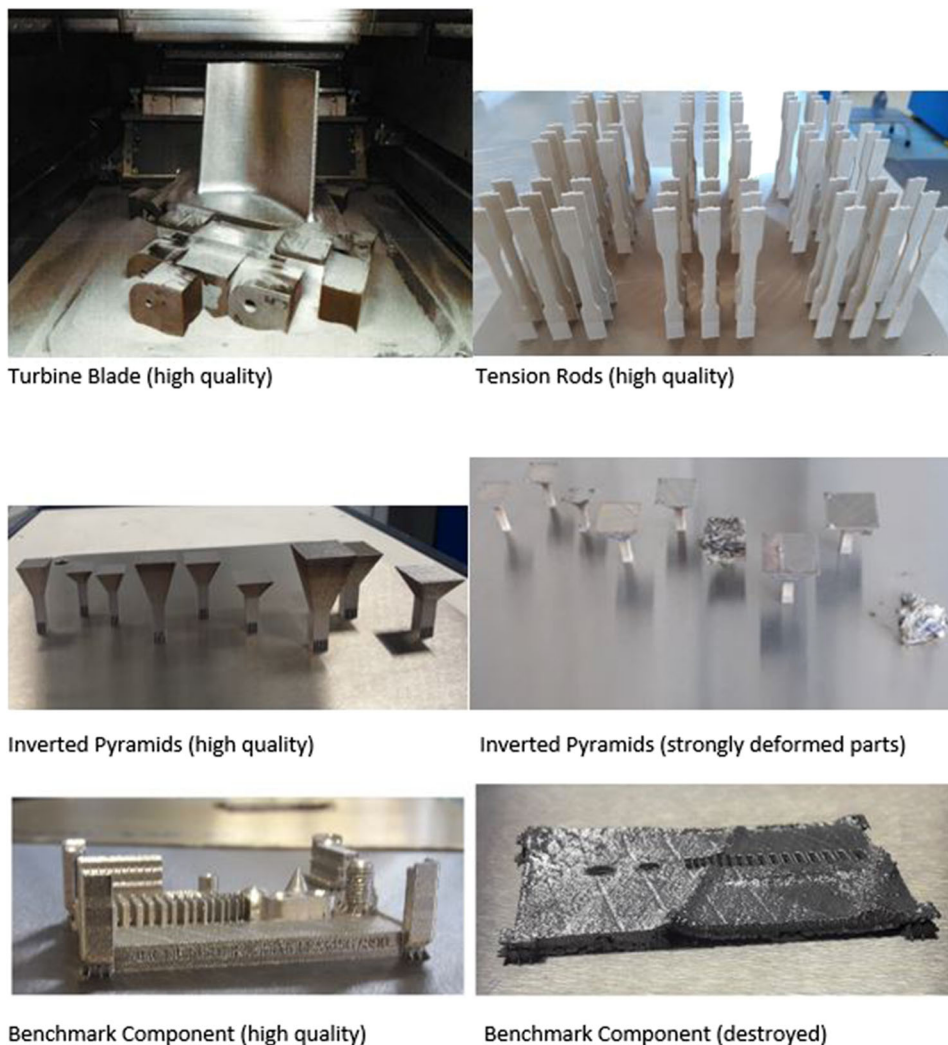 Turbine Blade (high quality)
Tension Rods (high quality)
Inverted Pyramids (high quality)
Inverted Pyramids (strongly deformed parts)
Benchmark Component (high quality)
Benchmark Component (destroyed)